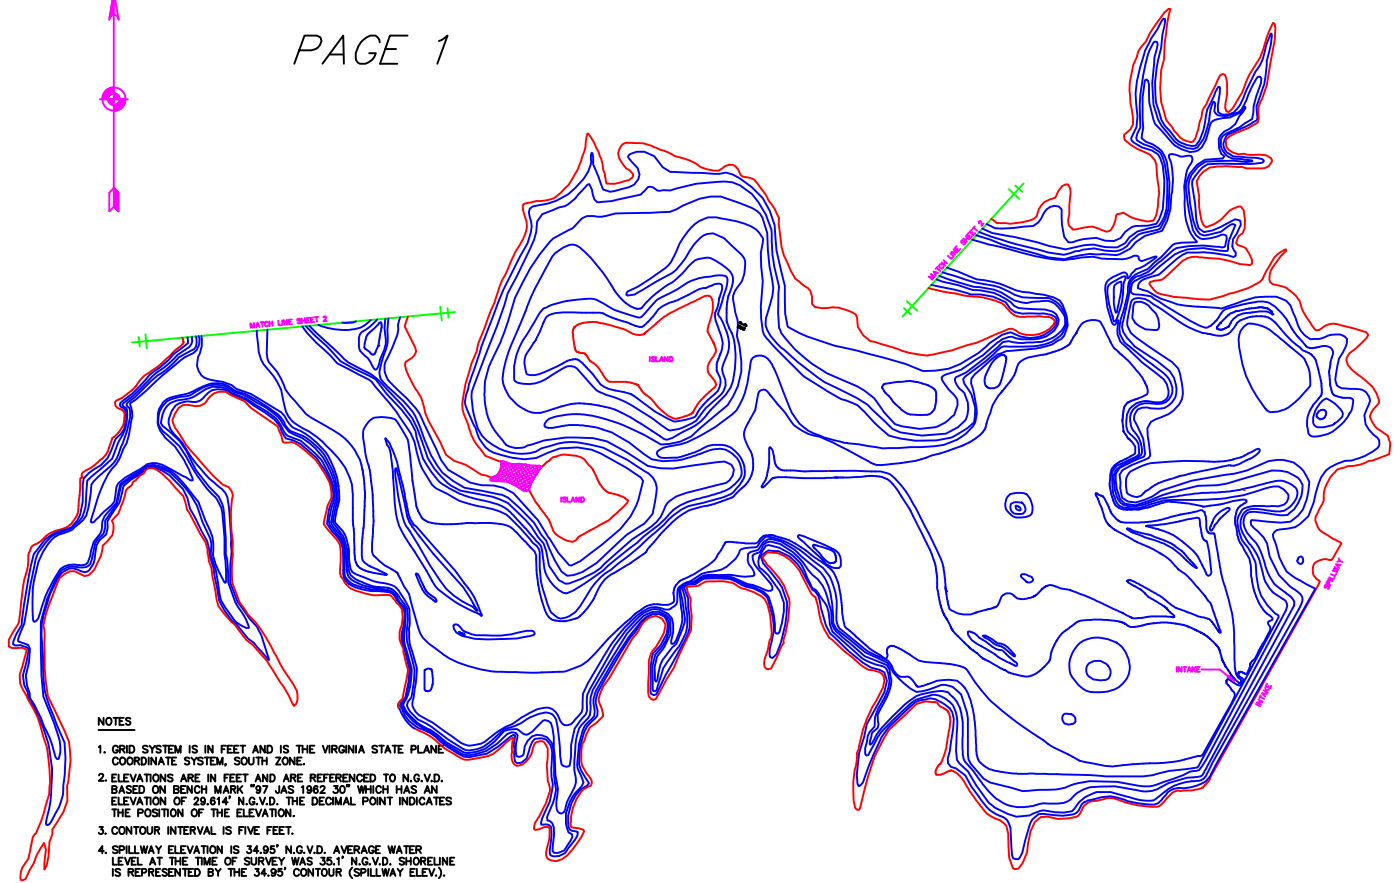 PAGE 1
MATCH LINE SHEET 2
MATCH LINE SHEET 2
ISLAND
ISLAND
SPILLWAY
INTAKE
INTAKE
NOTES
1. GRID SYSTEM IS IN FEET AND IS THE VIRGINIA STATE PLANE
COORDINATE SYSTEM, SOUTH ZONE.
2. ELEVATIONS ARE IN FEET AND ARE REFERENCED TO N.G.V.D.
BASED ON BENCH MARK "97 JAS 1962 30" WHICH HAS AN
ELEVATION OF 29.614' N.G.V.D. THE DECIMAL POINT INDICATES
THE POSITION OF THE ELEVATION.
3. CONTOUR INTERVAL IS FIVE FEET.
4. SPILLWAY ELEVATION IS 34.95' N.G.V.D. AVERAGE WATER
LEVEL AT THE TIME OF SURVEY WAS 35.1' N.G.V.D. SHORELINE
IS REPRESENTED BY THE 34.95' CONTOUR (SPILLWAY ELEV.).